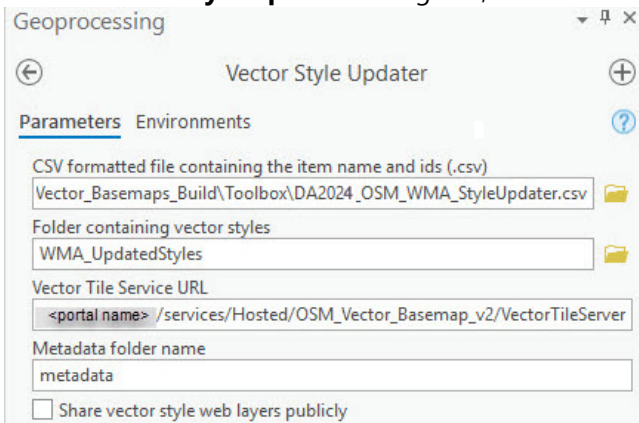 Geoprocessing
Vector Style Updater
Parameters Environments
CSV formatted file containing the item name and ids (.csv)
Vector_Basemaps_Build\Toolbox\DA2024_OSM_WMA_StyleUpdater.csv
Folder containing vector styles
WMA_UpdatedStyles
Vector Tile Service URL
<portal name> /services/Hosted/OSM_Vector_Basemap_v2/VectorTileServer
Metadata folder name
metadata
Share vector style web layers publicly